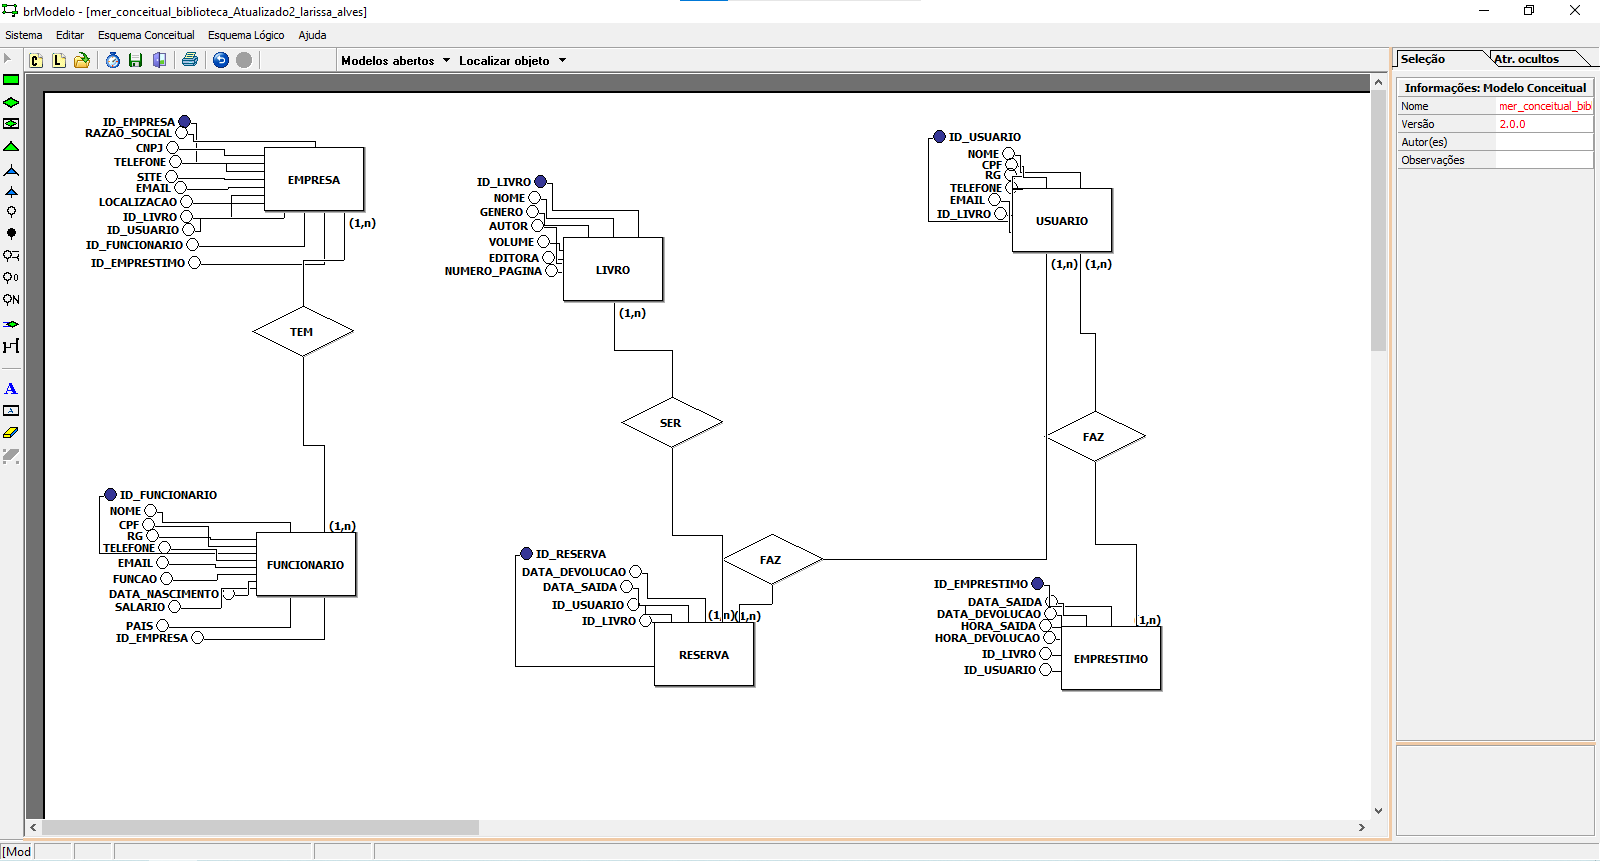 brModelo - [mer_conceitual_biblioteca_Atualizado2_larissa_alves]
Sistema Editar Esquema Conceitual Esquema Lógico Ajuda
C L Modelos abertos Localizar objeto
Seleção Atr. ocultos
Informações: Modelo Conceitual
Nome mer_conceitual_bib
Versão 2.0.0
Autor(es)
Observações
ID_EMPRESA
RAZAO_SOCIAL
CNPJ
TELEFONE
SITE
EMAIL
LOCALIZACAO
ID_LIVRO
ID_USUARIO
ID_FUNCIONARIO
ID_EMPRESTIMO
EMPRESA
(1,n)
TEM
ID_FUNCIONARIO
NOME
CPF
RG
TELEFONE
EMAIL
FUNCAO
DATA_NASCIMENTO
SALARIO
PAIS
ID_EMPRESA
(1,n)
FUNCIONARIO
ID_LIVRO
NOME
GENERO
AUTOR
VOLUME
EDITORA
NUMERO_PAGINA
LIVRO
(1,n)
SER
ID_RESERVA
DATA_DEVOLUCAO
DATA_SAIDA
ID_USUARIO
ID_LIVRO
(1,n) (1,n)
RESERVA
FAZ
ID_USUARIO
NOME
CPF
RG
TELEFONE
EMAIL
ID_LIVRO
USUARIO
(1,n) (1,n)
FAZ
ID_EMPRESTIMO
DATA_SAIDA
DATA_DEVOLUCAO
HORA_SAIDA
HORA_DEVOLUCAO
ID_LIVRO
ID_USUARIO
(1,n)
EMPRESTIMO
A
A
0
N
[Mod